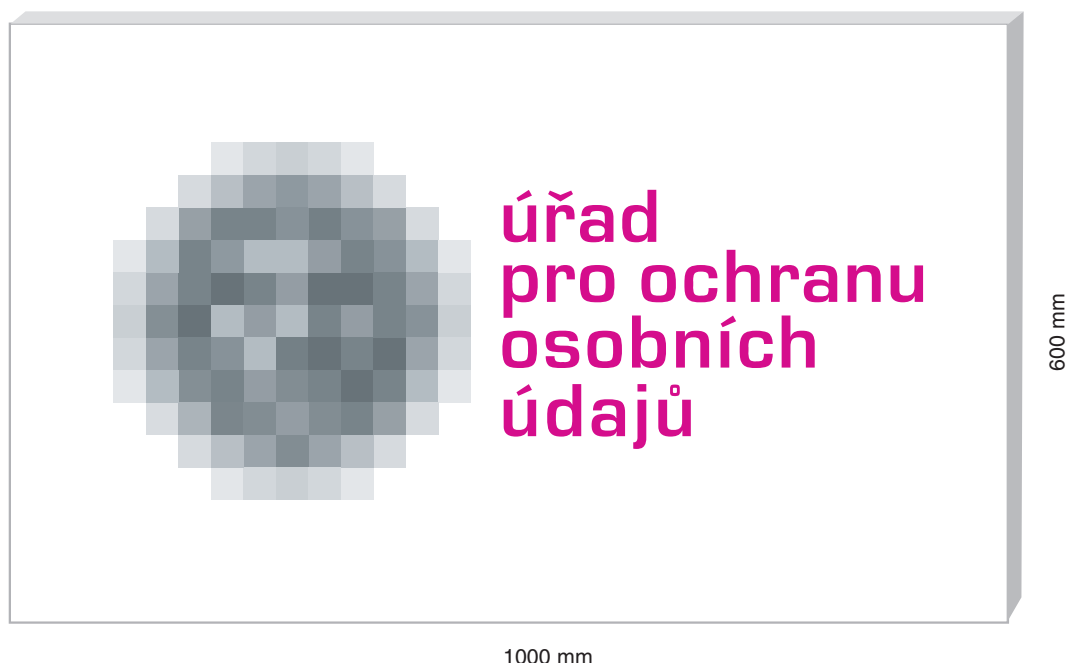 úřad
pro ochranu
osobních
údajů
600 mm
1000 mm